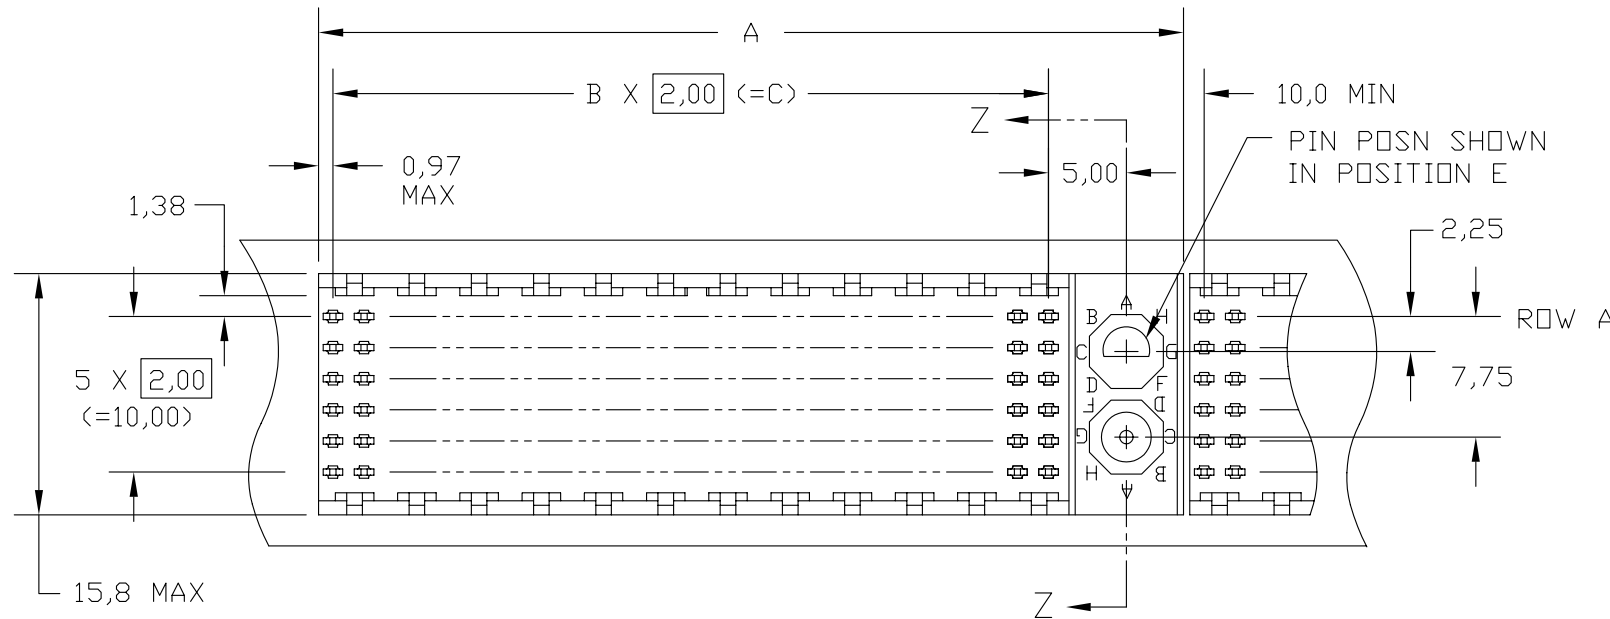 A
B X 2,00 (=C)
10,0 MIN
Z
PIN POSN SHOWN
IN POSITION E
0,97
MAX
5,00
1,38
2,25
A
B H
ROW A
C G
5 X 2,00
(=10,00)
7,75
D F
F D
G C
H B
A
15,8 MAX
Z